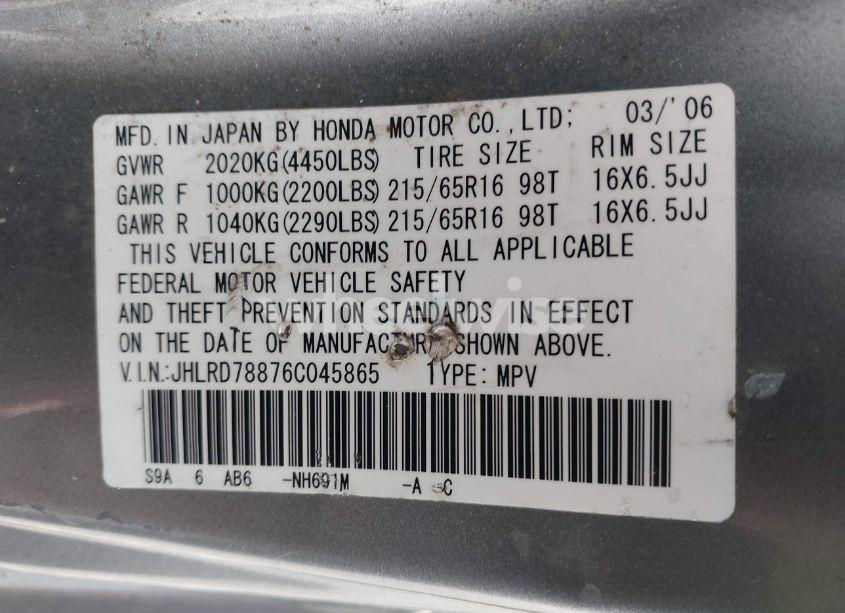 MFD. IN JAPAN BY HONDA MOTOR CO.,LTD; 03/'06
GVWR 2020KG(4450LBS) TIRE SIZE RIM SIZE
GAWR F 1000KG(2200LBS) 215/65R16 98T 16X6.5JJ
GAWR R 1040KG(2290LBS) 215/65R16 98T 16X6.5JJ
THIS VEHICLE CONFORMS TO ALL APPLICABLE
FEDERAL MOTOR VEHICLE SAFETY
AND THEFT PREVENTION STANDARDS IN EFFECT
ON THE DATE OF MANUFACTURE SHOWN ABOVE.
V.I.N.:JHLRD78876C045865 TYPE: MPV
S9A 6 AB6 -NH691M -A C